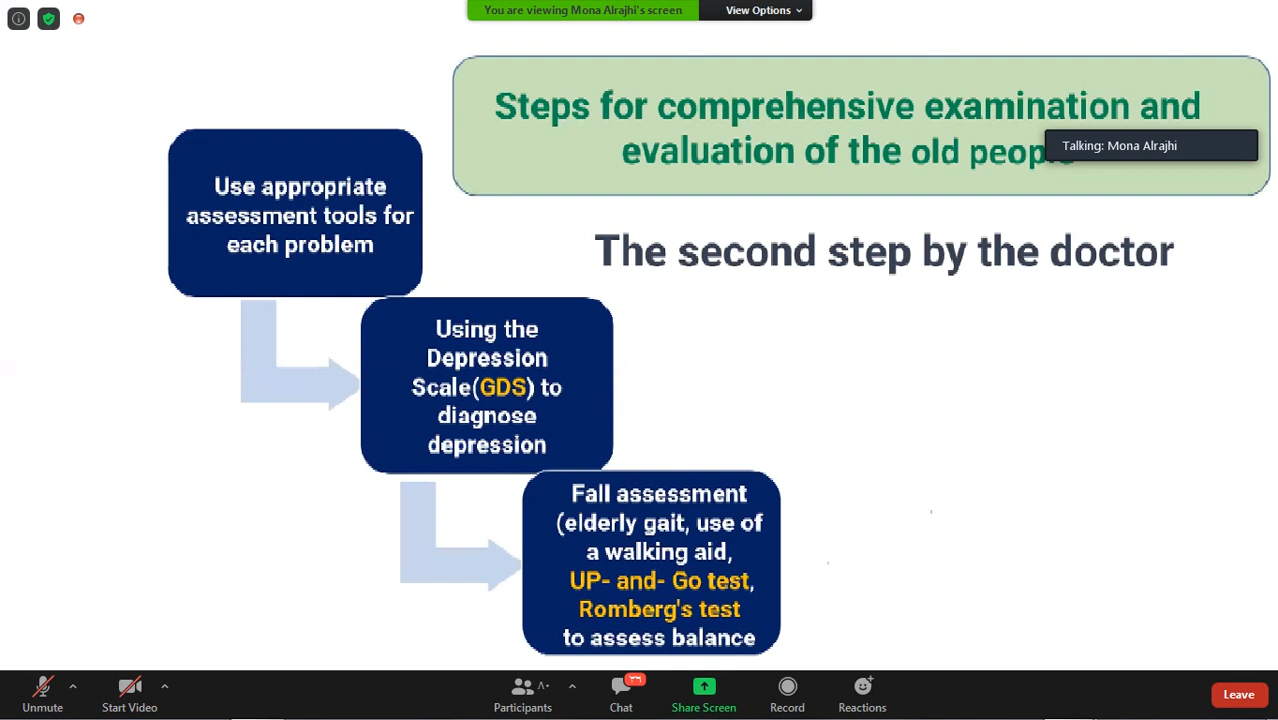 You are viewing Mona Alrajhi's screen
View Options
Steps for comprehensive examination and
evaluation of the old people
Talking: Mona Alrajhi
The second step by the doctor
Use appropriate
assessment tools for
each problem
Using the
Depression
Scale(GDS) to
diagnose
depression
Fall assessment
(elderly gait, use of
a walking aid,
UP- and- Go test,
Romberg's test
to assess balance
Unmute
Start Video
Participants
Chat
Share Screen
Record
Reactions
Leave